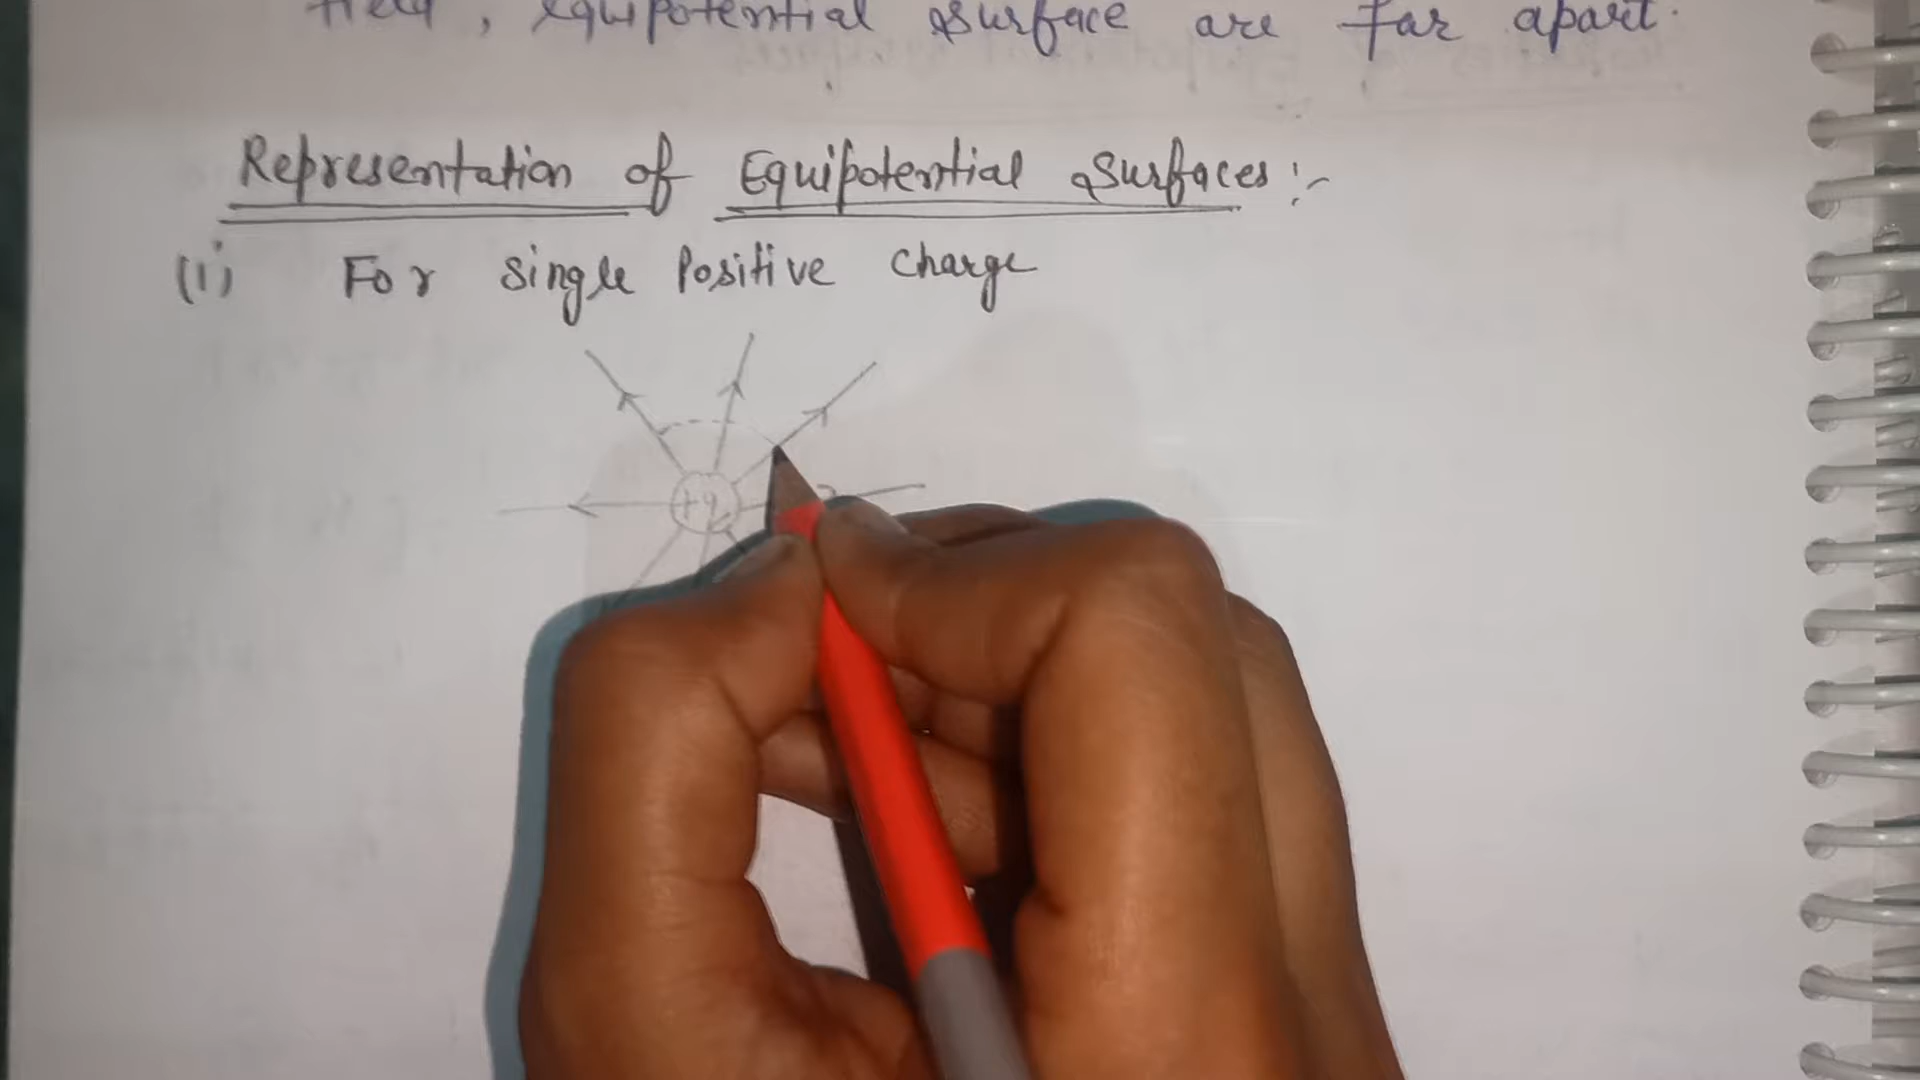 field, equipotential surface are far apart.
Representation of Equipotential Surfaces :-
(i) For single Positive charge
+q